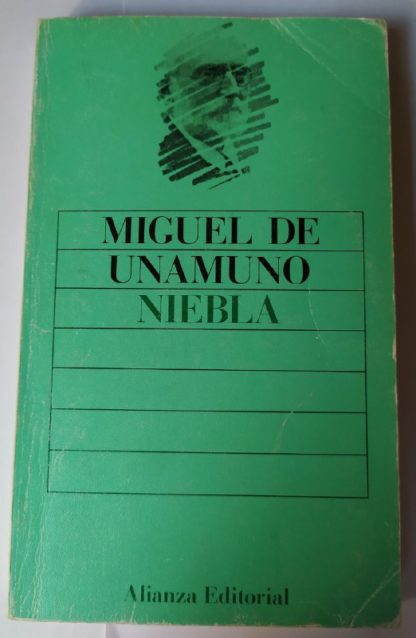 MIGUEL DE
UNAMUNO
NIEBLA
Alianza Editorial